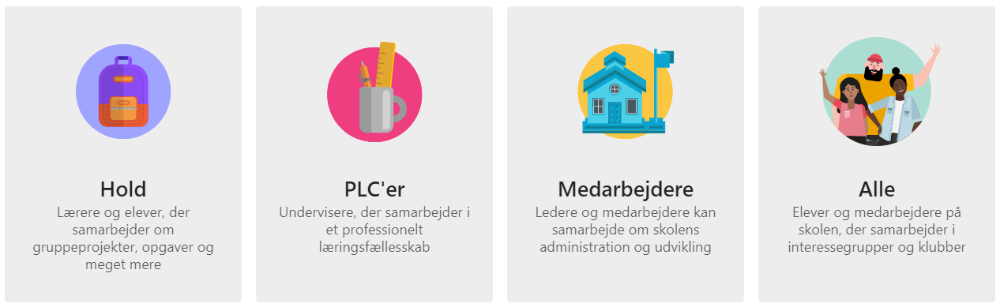 Hold
Lærere og elever, der
samarbejder om
gruppeprojekter, opgaver og
meget mere
PLC'er
Undervisere, der samarbejder i
et professionelt
læringsfællesskab
Medarbejdere
Ledere og medarbejdere kan
samarbejde om skolens
administration og udvikling
Alle
Elever og medarbejdere på
skolen, der samarbejder i
interessegrupper og klubber